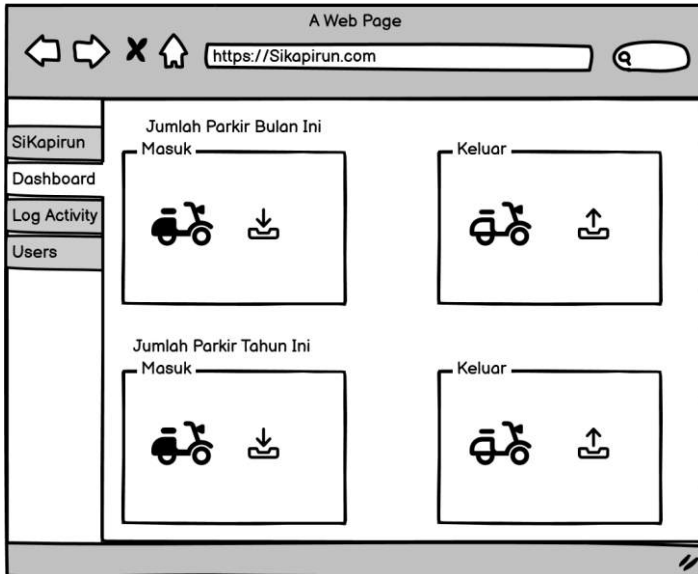 A Web Page
https://Sikapirun.com
SiKapirun
Dashboard
Log Activity
Users
Jumlah Parkir Bulan Ini
Masuk
Keluar
Jumlah Parkir Tahun Ini
Masuk
Keluar